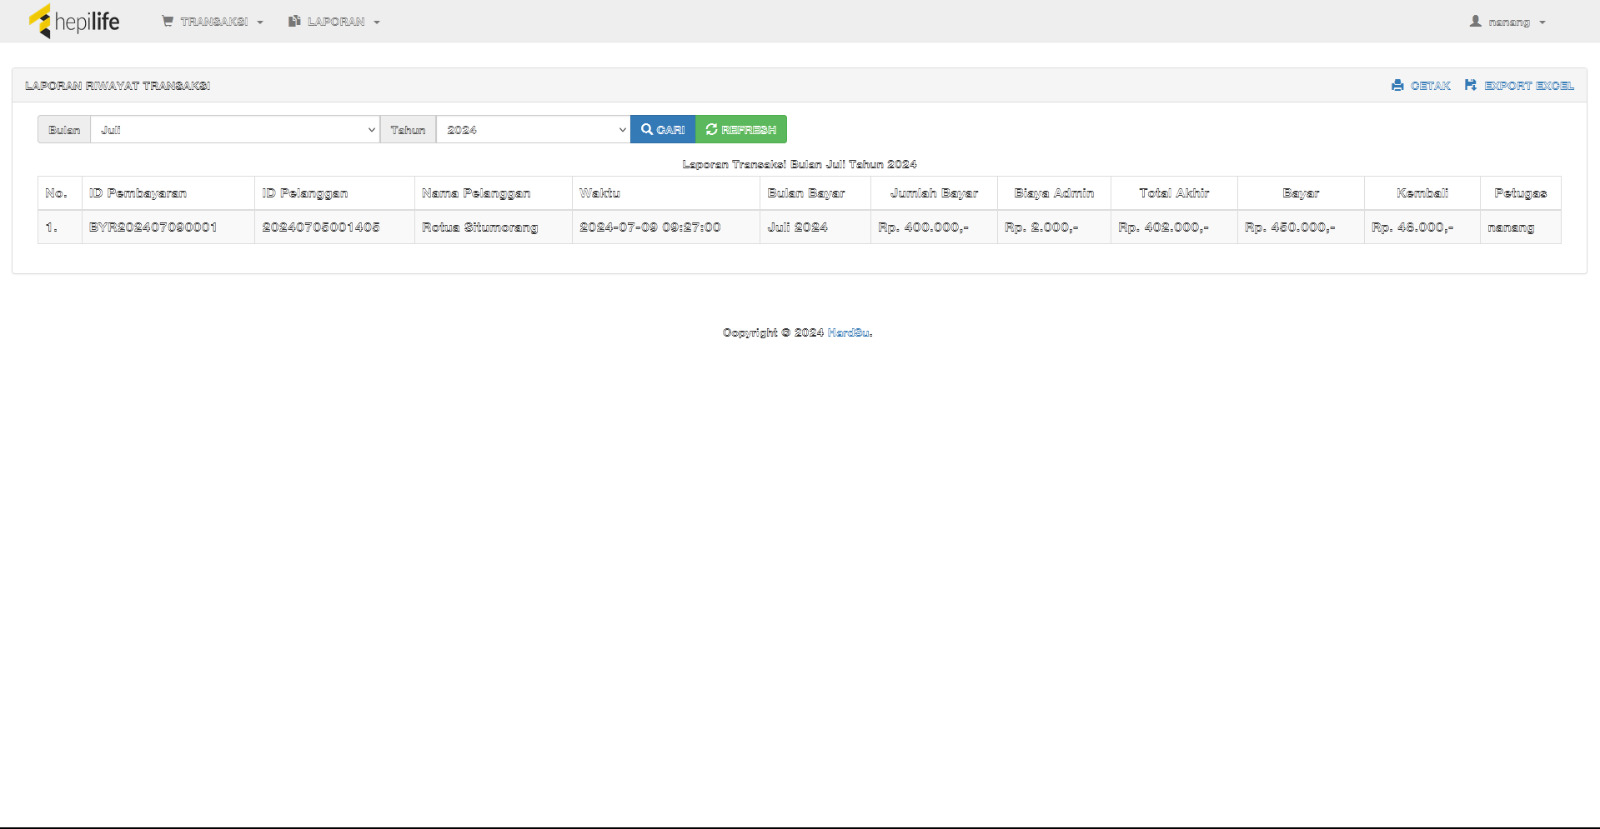 hepilife TRANSAKSI LAPORAN nanang
LAPORAN RIWAYAT TRANSAKSI CETAK EXPORT EXCEL
Bulan Juli Tahun 2024 CARI REFRESH
Laporan Transaksi Bulan Juli Tahun 2024
No. ID Pembayaran ID Pelanggan Nama Pelanggan Waktu Bulan Bayar Jumlah Bayar Biaya Admin Total Akhir Bayar Kembali Petugas
1. BYR202407090001 20240705001405 Rotua Situmorang 2024-07-09 09:27:00 Juli 2024 Rp. 400.000,- Rp. 2.000,- Rp. 402.000,- Rp. 450.000,- Rp. 48.000,- nanang
Copyright © 2024 HardSu.